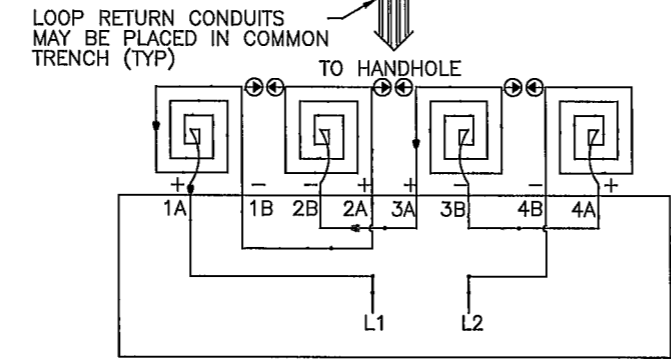 LOOP RETURN CONDUITS
MAY BE PLACED IN COMMON
TRENCH (TYP)
TO HANDHOLE
+ - - + + - - +
1A 1B 2B 2A 3A 3B 4B 4A
L1 L2